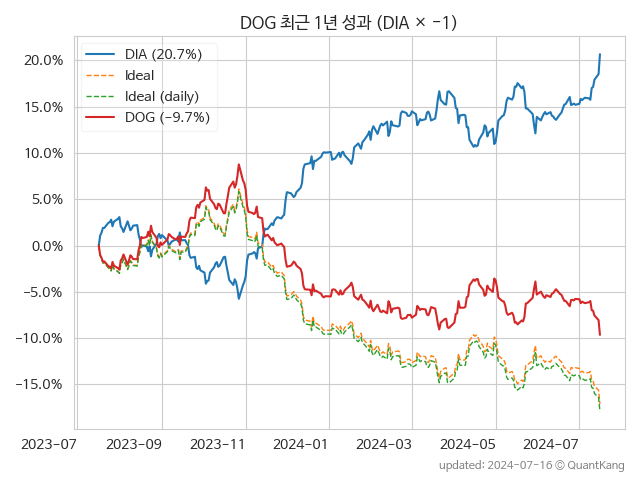 DOG 최근 1년 성과 (DIA × −1)
DIA (20.7%)
Ideal
Ideal (daily)
DOG (−9.7%)
20.0%
15.0%
10.0%
5.0%
0.0%
−5.0%
−10.0%
−15.0%
2023-07 2023-09 2023-11 2024-01 2024-03 2024-05 2024-07
updated: 2024-07-16 © QuantKang